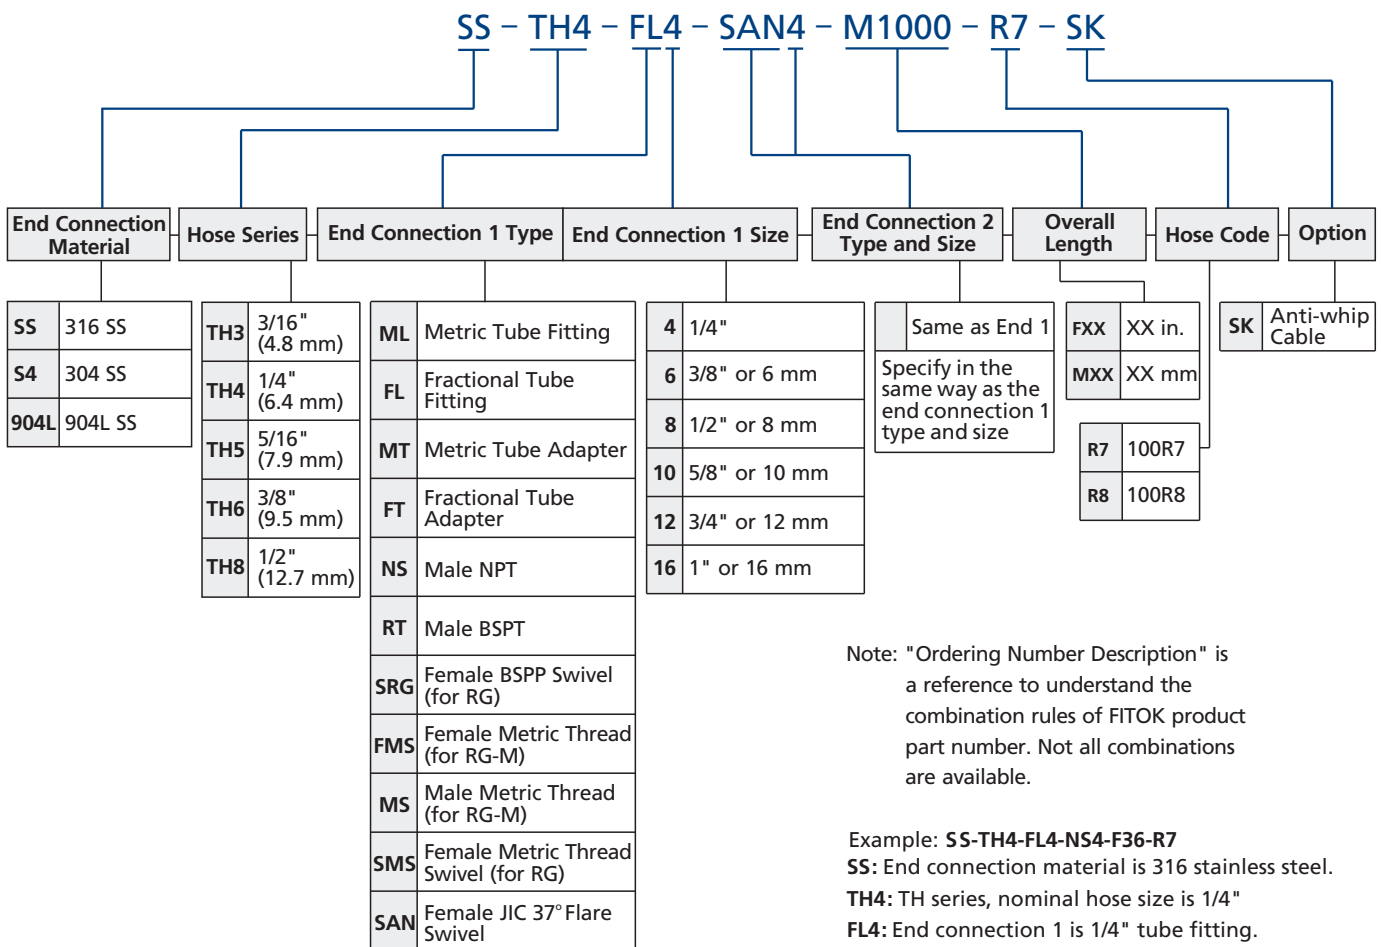 SS – TH4 – FL4 – SAN4 – M1000 – R7 – SK
End Connection
Material
Hose Series
End Connection 1 Type
End Connection 1 Size
End Connection 2
Type and Size
Overall
Length
Hose Code
Option
SS 316 SS
S4 304 SS
904L 904L SS
TH3 3/16"
(4.8 mm)
TH4 1/4"
(6.4 mm)
TH5 5/16"
(7.9 mm)
TH6 3/8"
(9.5 mm)
TH8 1/2"
(12.7 mm)
ML Metric Tube Fitting
FL Fractional Tube
Fitting
MT Metric Tube Adapter
FT Fractional Tube
Adapter
NS Male NPT
RT Male BSPT
SRG Female BSPP Swivel
(for RG)
FMS Female Metric Thread
(for RG-M)
MS Male Metric Thread
(for RG-M)
SMS Female Metric Thread
Swivel (for RG)
SAN Female JIC 37° Flare
Swivel
4 1/4"
6 3/8" or 6 mm
8 1/2" or 8 mm
10 5/8" or 10 mm
12 3/4" or 12 mm
16 1" or 16 mm
Same as End 1
Specify in the
same way as the
end connection 1
type and size
FXX XX in.
MXX XX mm
R7 100R7
R8 100R8
SK Anti-whip
Cable
Note: "Ordering Number Description" is
a reference to understand the
combination rules of FITOK product
part number. Not all combinations
are available.
Example: SS-TH4-FL4-NS4-F36-R7
SS: End connection material is 316 stainless steel.
TH4: TH series, nominal hose size is 1/4"
FL4: End connection 1 is 1/4" tube fitting.